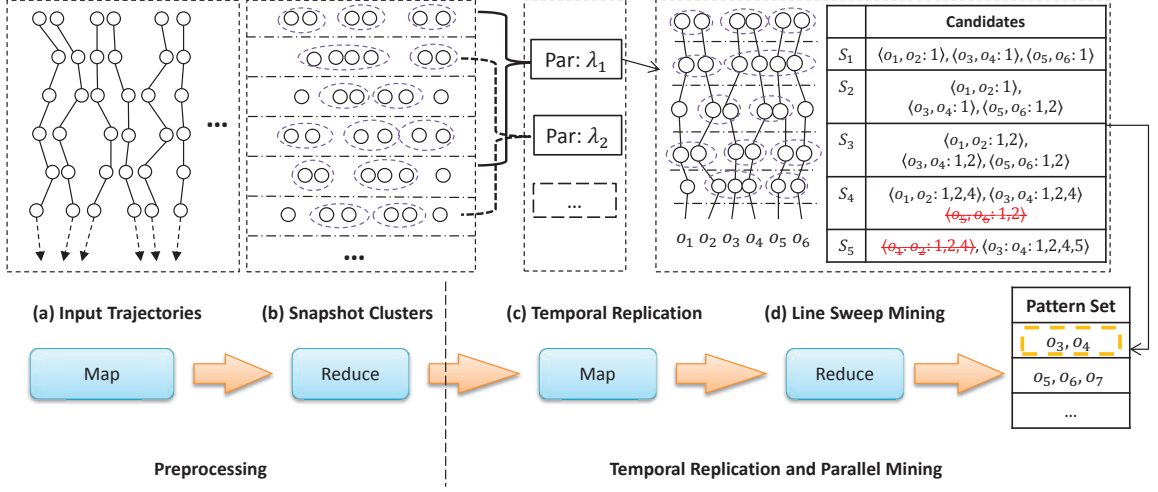 ...
...
Par: λ1
Par: λ2
...
o1 o2 o3 o4 o5 o6
Candidates
S1 ⟨o1, o2: 1⟩, ⟨o3, o4: 1⟩, ⟨o5, o6: 1⟩
S2 ⟨o1, o2: 1⟩,
⟨o3, o4: 1⟩, ⟨o5, o6: 1,2⟩
S3 ⟨o1, o2: 1,2⟩,
⟨o3, o4: 1,2⟩, ⟨o5, o6: 1,2⟩
S4 ⟨o1, o2: 1,2,4⟩, ⟨o3, o4: 1,2,4⟩
⟨o5, o6: 1,2⟩
S5 ⟨o1: o2: 1,2,4⟩, ⟨o3: o4: 1,2,4,5⟩
(a) Input Trajectories
(b) Snapshot Clusters
(c) Temporal Replication
(d) Line Sweep Mining
Map
Reduce
Map
Reduce
Pattern Set
o3, o4
o5, o6, o7
...
Preprocessing
Temporal Replication and Parallel Mining